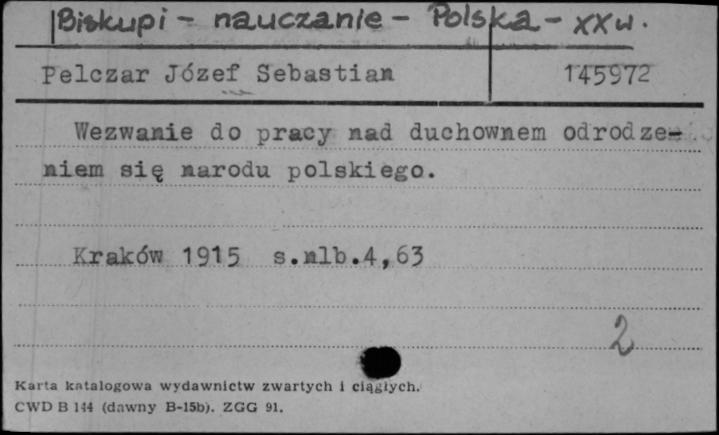 Biskupi - nauczanie - Polska - XXw.
Pelczar Józef Sebastian 145972
Wezwanie do pracy nad duchownem odrodze-
niem się narodu polskiego.
Kraków 1915 s.nlb.4,63
2
Karta katalogowa wydawnictw zwartych i ciągłych.
CWD B 144 (dawny B-15b). ZGG 91.